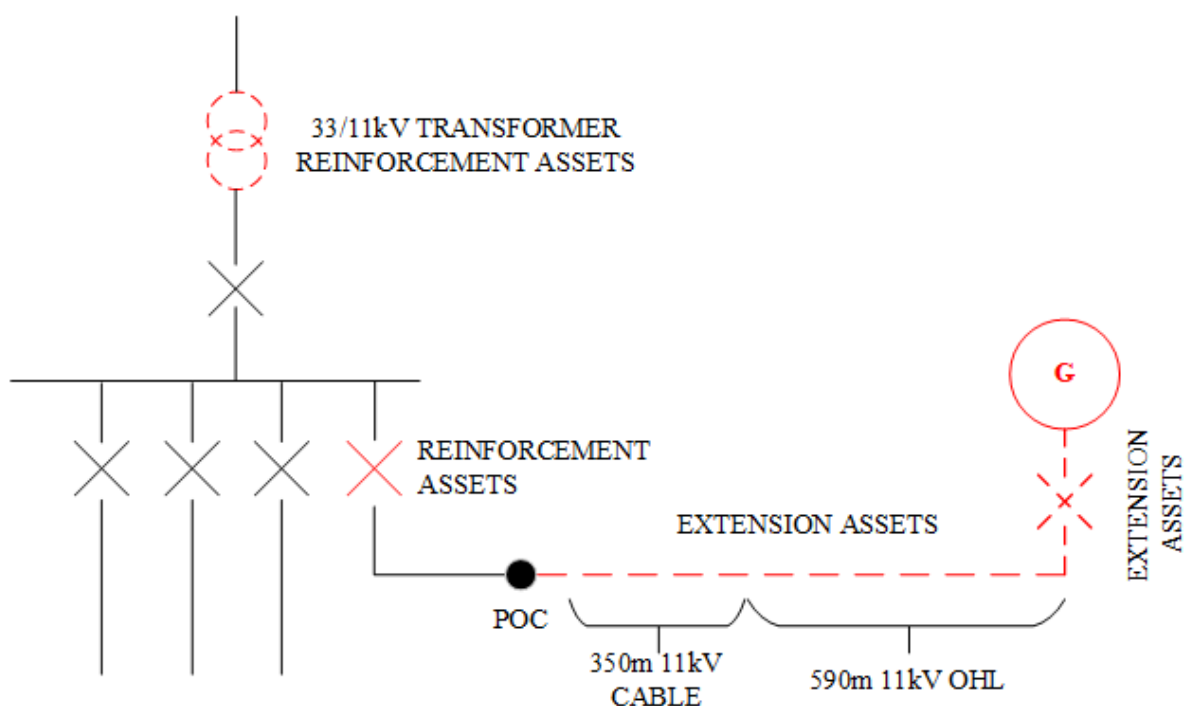 33/11kV TRANSFORMER
REINFORCEMENT ASSETS
G
REINFORCEMENT
ASSETS
EXTENSION ASSETS
EXTENSION
ASSETS
POC
350m 11kV
CABLE
590m 11kV OHL